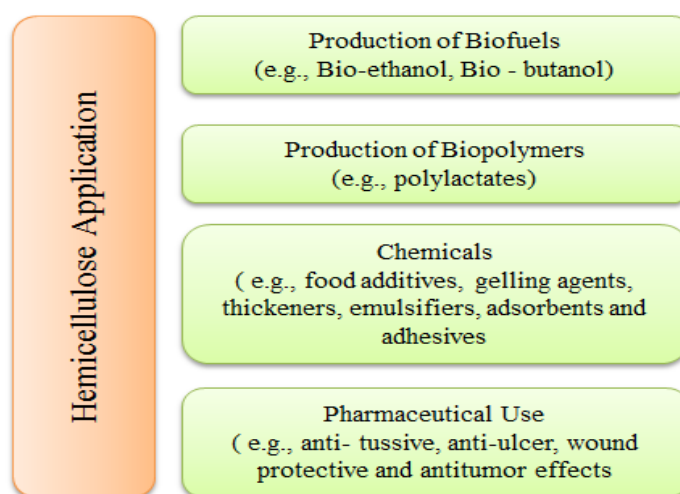 Hemicellulose Application
Production of Biofuels
(e.g., Bio-ethanol, Bio - butanol)
Production of Biopolymers
(e.g., polylactates)
Chemicals
( e.g., food additives, gelling agents,
thickeners, emulsifiers, adsorbents and
adhesives
Pharmaceutical Use
( e.g., anti- tussive, anti-ulcer, wound
protective and antitumor effects